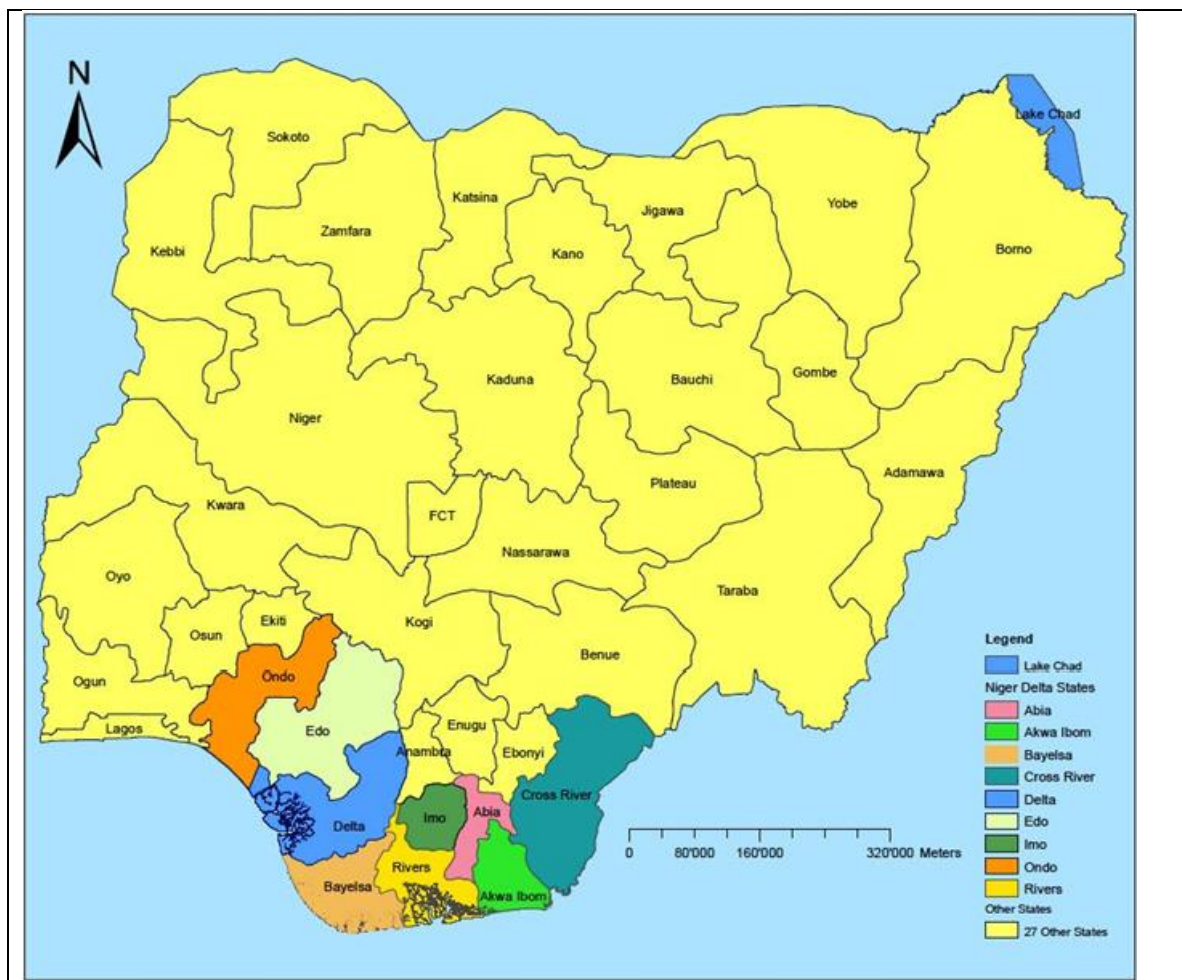 N
Lake Chad
Sokoto
Katsina
Jigawa
Yobe
Zamfara
Kano
Kebbi
Borno
Kaduna
Bauchi
Gombe
Niger
Adamawa
Plateau
Kwara
FCT
Nassarawa
Oyo
Taraba
Kogi
Ekiti
Osun
Benue
Ondo
Ogun
Enugu
Lagos
Edo
Anambra
Ebonyi
Cross River
Imo
Abia
Delta
Rivers
Bayelsa
Akwa Ibom
0 80'000 160'000 320'000 Meters
Legend
Lake Chad
Niger Delta States
Abia
Akwa Ibom
Bayelsa
Cross River
Delta
Edo
Imo
Ondo
Rivers
Other States
27 Other States